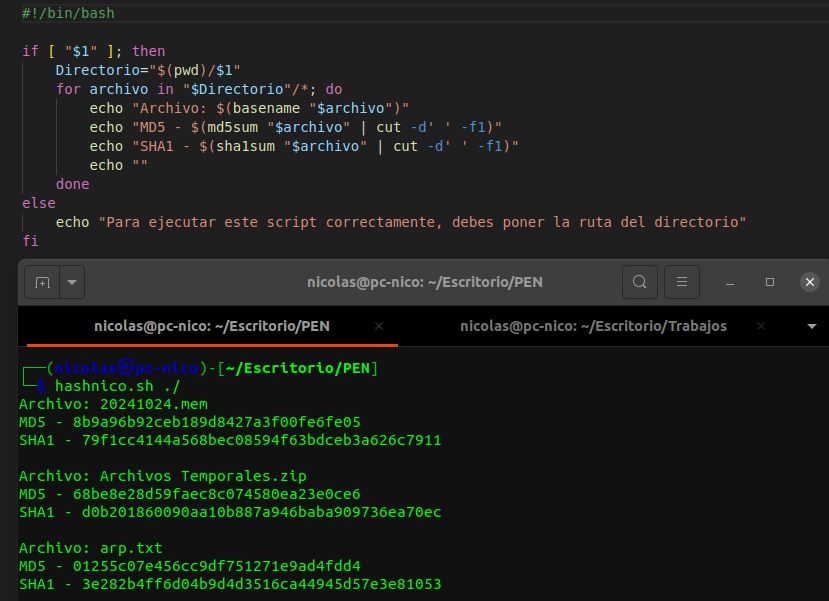 #!/bin/bash
if [ "$1" ]; then
    Directorio="$(pwd)/$1"
    for archivo in "$Directorio"/*; do
        echo "Archivo: $(basename "$archivo")"
        echo "MD5 - $(md5sum "$archivo" | cut -d' ' -f1)"
        echo "SHA1 - $(sha1sum "$archivo" | cut -d' ' -f1)"
        echo ""
    done
else
    echo "Para ejecutar este script correctamente, debes poner la ruta del directorio"
fi
nicolas@pc-nico: ~/Escritorio/PEN
nicolas@pc-nico: ~/Escritorio/PEN × nicolas@pc-nico: ~/Escritorio/Trabajos ×
┌──(nicolas㉿pc-nico)-[~/Escritorio/PEN]
└─$ hashnico.sh ./
Archivo: 20241024.mem
MD5 - 8b9a96b92ceb189d8427a3f00fe6fe05
SHA1 - 79f1cc4144a568bec08594f63bdceb3a626c7911
Archivo: Archivos Temporales.zip
MD5 - 68be8e28d59faec8c074580ea23e0ce6
SHA1 - d0b201860090aa10b887a946baba909736ea70ec
Archivo: arp.txt
MD5 - 01255c07e456cc9df751271e9ad4fdd4
SHA1 - 3e282b4ff6d04b9d4d3516ca44945d57e3e81053